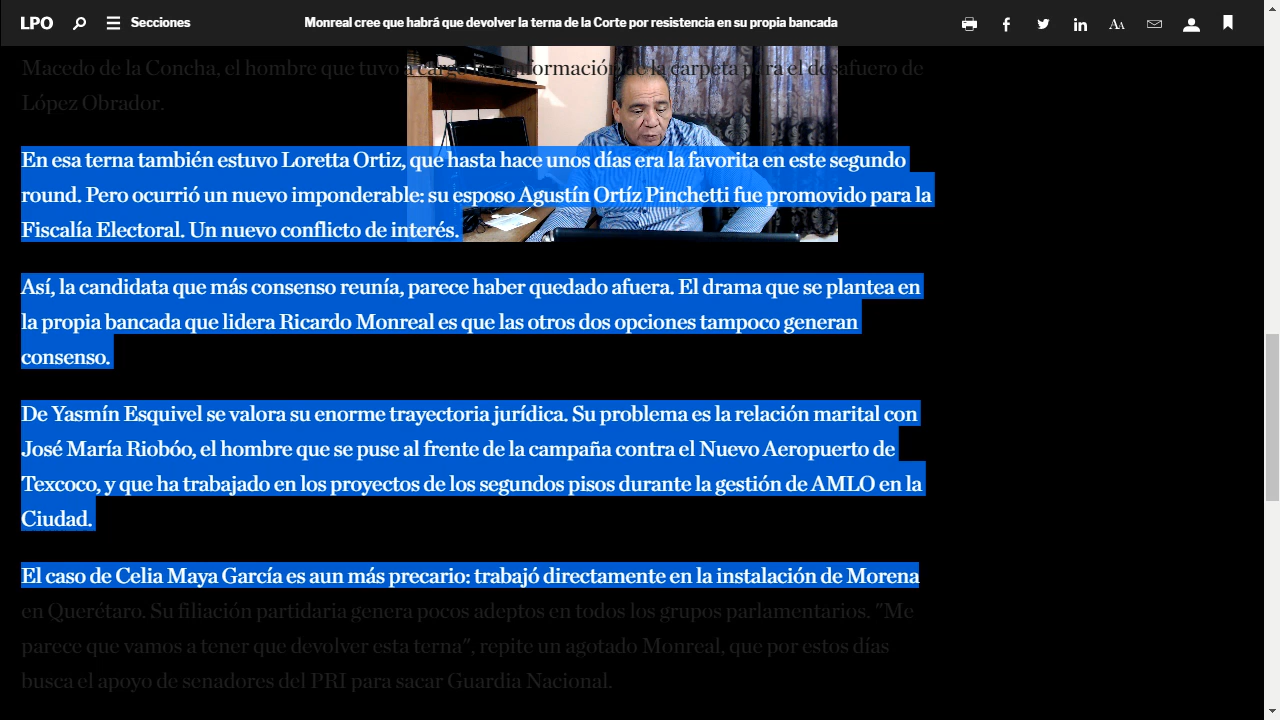 LPO
Secciones
Monreal cree que habrá que devolver la terna de la Corte por resistencia en su propia bancada
AA
Macedo de la Concha, el hombre que tuvo a cargo la información de la carpeta para el desafuero de
López Obrador.
En esa terna también estuvo Loretta Ortiz, que hasta hace unos días era la favorita en este segundo
round. Pero ocurrió un nuevo imponderable: su esposo Agustín Ortíz Pinchetti fue promovido para la
Fiscalía Electoral. Un nuevo conflicto de interés.
Así, la candidata que más consenso reunía, parece haber quedado afuera. El drama que se plantea en
la propia bancada que lidera Ricardo Monreal es que las otros dos opciones tampoco generan
consenso.
De Yasmín Esquivel se valora su enorme trayectoria jurídica. Su problema es la relación marital con
José María Riobóo, el hombre que se puse al frente de la campaña contra el Nuevo Aeropuerto de
Texcoco, y que ha trabajado en los proyectos de los segundos pisos durante la gestión de AMLO en la
Ciudad.
El caso de Celia Maya García es aun más precario: trabajó directamente en la instalación de Morena
en Querétaro. Su filiación partidaria genera pocos adeptos en todos los grupos parlamentarios. "Me
parece que vamos a tener que devolver esta terna", repite un agotado Monreal, que por estos días
busca el apoyo de senadores del PRI para sacar Guardia Nacional.